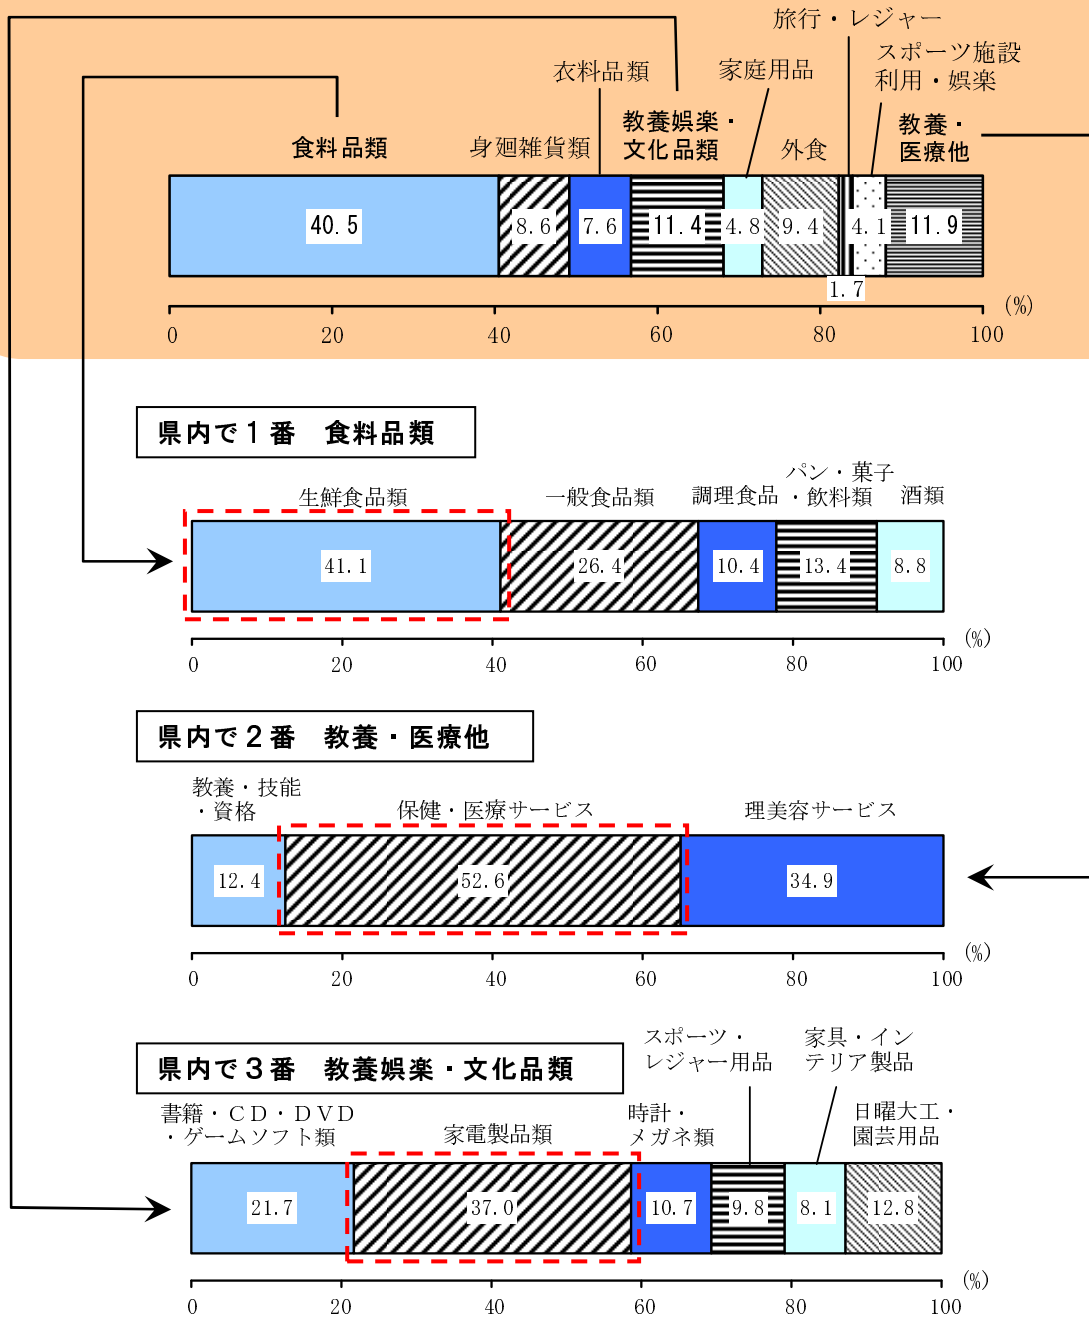 旅行・レジャー
スポーツ施設
利用・娯楽
衣料品類
家庭用品
教養娯楽・
文化品類
教養・
医療他
食料品類
身廻雑貨類
外食
40.5
8.6
7.6
11.4
4.8
9.4
4.1
11.9
1.7
(%)
0 20 40 60 80 100
県内で1番 食料品類
パン・菓子
・飲料類
生鮮食品類
一般食品類
調理食品
酒類
41.1
26.4
10.4
13.4
8.8
(%)
0 20 40 60 80 100
県内で2番 教養・医療他
教養・技能
・資格
保健・医療サービス
理美容サービス
12.4
52.6
34.9
(%)
0 20 40 60 80 100
スポーツ・
レジャー用品
家具・イン
テリア製品
県内で3番 教養娯楽・文化品類
書籍・CD・DVD
・ゲームソフト類
家電製品類
時計・
メガネ類
日曜大工・
園芸用品
21.7
37.0
10.7
9.8
8.1
12.8
(%)
0 20 40 60 80 100